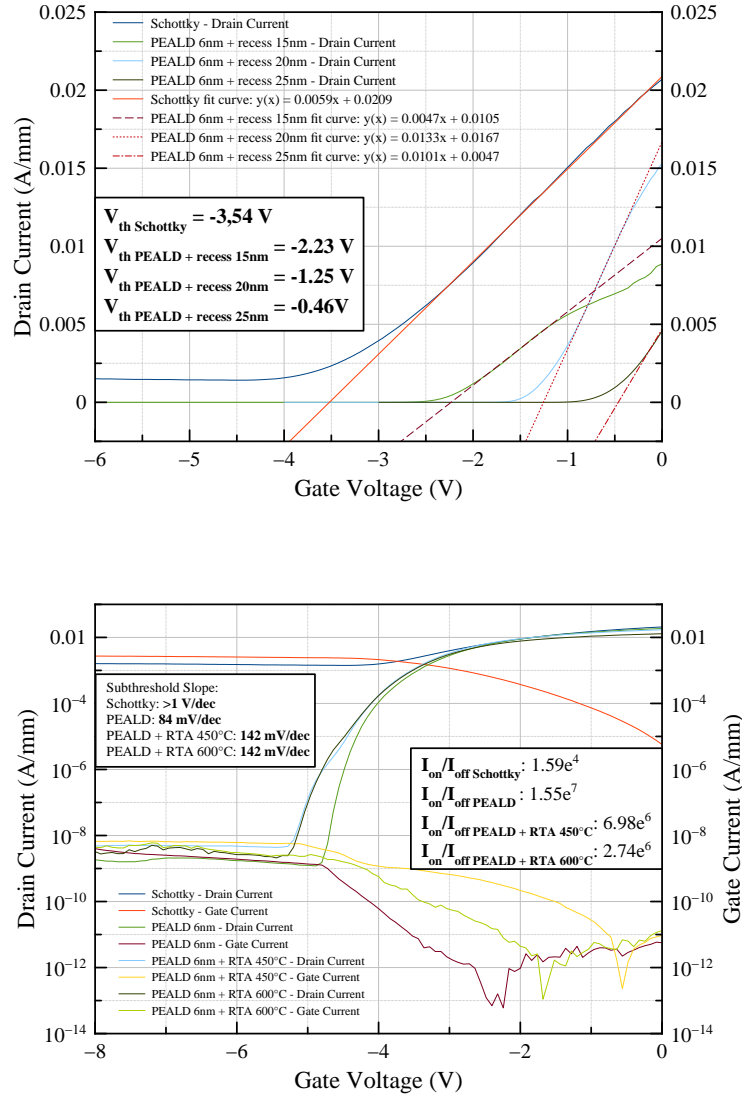 0.025
0.02
0.015
0.01
0.005
0
0.025
0.02
0.015
0.01
0.005
0
Drain Current (A/mm)
Schottky - Drain Current
PEALD 6nm + recess 15nm - Drain Current
PEALD 6nm + recess 20nm - Drain Current
PEALD 6nm + recess 25nm - Drain Current
Schottky fit curve: y(x) = 0.0059x + 0.0209
PEALD 6nm + recess 15nm fit curve: y(x) = 0.0047x + 0.0105
PEALD 6nm + recess 20nm fit curve: y(x) = 0.0133x + 0.0167
PEALD 6nm + recess 25nm fit curve: y(x) = 0.0101x + 0.0047
V_th Schottky = -3,54 V
V_th PEALD + recess 15nm = -2.23 V
V_th PEALD + recess 20nm = -1.25 V
V_th PEALD + recess 25nm = -0.46V
−6 −5 −4 −3 −2 −1 0
Gate Voltage (V)
0.01
10^−4
10^−6
10^−8
10^−10
10^−12
10^−14
0.01
10^−4
10^−6
10^−8
10^−10
10^−12
10^−14
Drain Current (A/mm)
Gate Current (A/mm)
Subthreshold Slope:
Schottky: >1 V/dec
PEALD: 84 mV/dec
PEALD + RTA 450°C: 142 mV/dec
PEALD + RTA 600°C: 142 mV/dec
I_on/I_off Schottky: 1.59e^4
I_on/I_off PEALD: 1.55e^7
I_on/I_off PEALD + RTA 450°C: 6.98e^6
I_on/I_off PEALD + RTA 600°C: 2.74e^6
Schottky - Drain Current
Schottky - Gate Current
PEALD 6nm - Drain Current
PEALD 6nm - Gate Current
PEALD 6nm + RTA 450°C - Drain Current
PEALD 6nm + RTA 450°C - Gate Current
PEALD 6nm + RTA 600°C - Drain Current
PEALD 6nm + RTA 600°C - Gate Current
−8 −6 −4 −2 0
Gate Voltage (V)